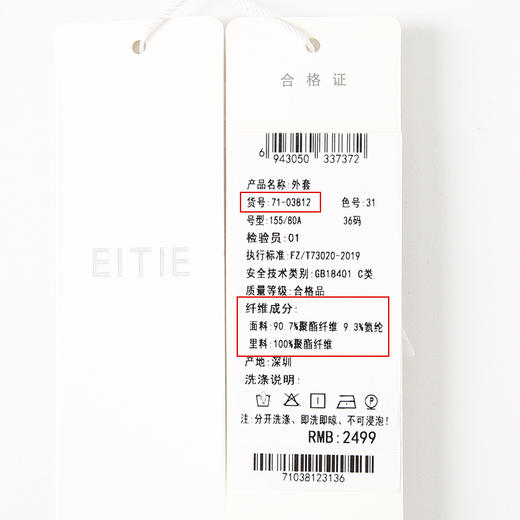 EITIE
合格证
6 943050 337372
产品名称:外套
货号:71-03812 色号:31
号型:155/80A 36码
检验员:01
执行标准:FZ/T73020-2019
安全技术类别:GB18401 C类
质量等级:合格品
纤维成分:
面料:90.7%聚酯纤维 9.3%氨纶
里料:100%聚酯纤维
产地:深圳
洗涤说明:
注:分开洗涤、即洗即晾、不可浸泡!
RMB:2499
71038123136